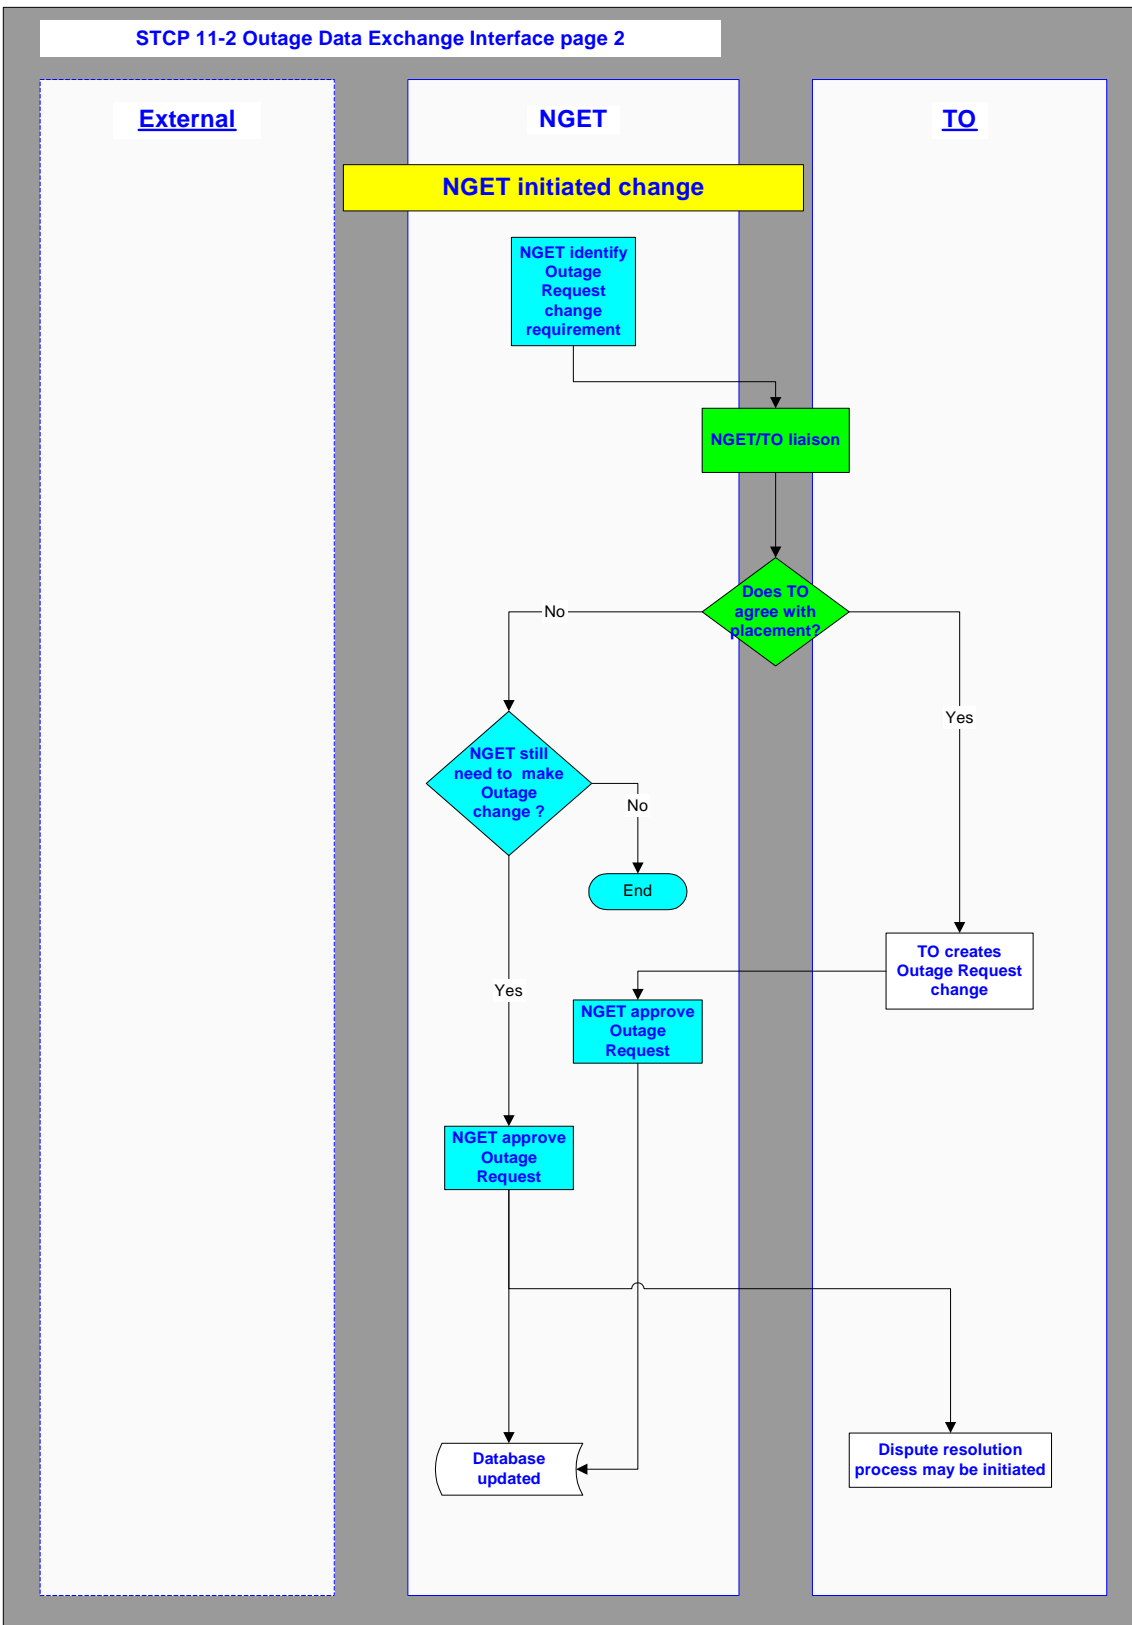 STCP 11-2 Outage Data Exchange Interface page 2
External
NGET
TO
NGET initiated change
NGET identify
Outage
Request
change
requirement
NGET/TO liaison
Does TO
agree with
placement?
No
Yes
NGET still
need to make
Outage
change ?
No
End
TO creates
Outage Request
change
Yes
NGET approve
Outage
Request
NGET approve
Outage
Request
Database
updated
Dispute resolution
process may be initiated